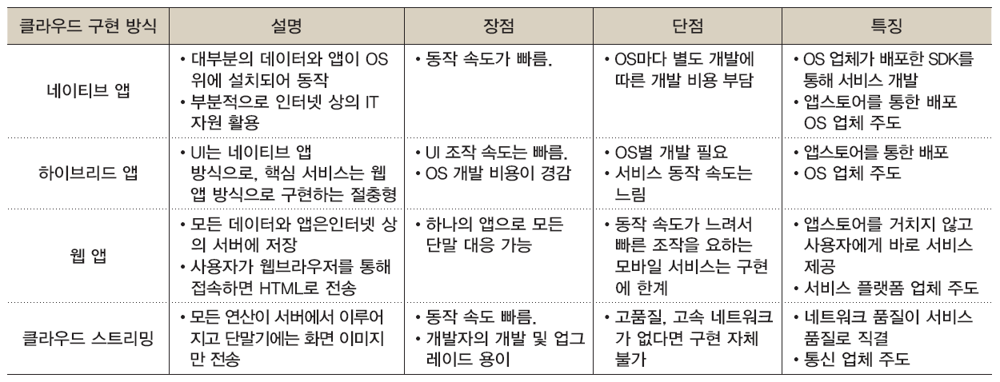 클라우드 구현 방식 설명 장점 단점 특징
네이티브 앱
• 대부분의 데이터와 앱이 OS
위에 설치되어 동작
• 부분적으로 인터넷 상의 IT
자원 활용
• 동작 속도가 빠름.
• OS마다 별도 개발에
따른 개발 비용 부담
• OS 업체가 배포한 SDK를
통해 서비스 개발
• 앱스토어를 통한 배포
OS 업체 주도
하이브리드 앱
• UI는 네이티브 앱
방식으로, 핵심 서비스는 웹
앱 방식으로 구현하는 절충형
• UI 조작 속도는 빠름.
• OS 개발 비용이 경감
• OS별 개발 필요
• 서비스 동작 속도는
느림
• 앱스토어를 통한 배포
• OS 업체 주도
웹 앱
• 모든 데이터와 앱은인터넷 상
의 서버에 저장
• 사용자가 웹브라우저를 통해
접속하면 HTML로 전송
• 하나의 앱으로 모든
단말 대응 가능
• 동작 속도가 느려서
빠른 조작을 요하는
모바일 서비스는 구현
에 한계
• 앱스토어를 거치지 않고
사용자에게 바로 서비스
제공
• 서비스 플랫폼 업체 주도
클라우드 스트리밍
• 모든 연산이 서버에서 이루어
지고 단말기에는 화면 이미지
만 전송
• 동작 속도 빠름.
• 개발자의 개발 및 업그
레이드 용이
• 고품질, 고속 네트워크
가 없다면 구현 자체
불가
• 네트워크 품질이 서비스
품질로 직결
• 통신 업체 주도